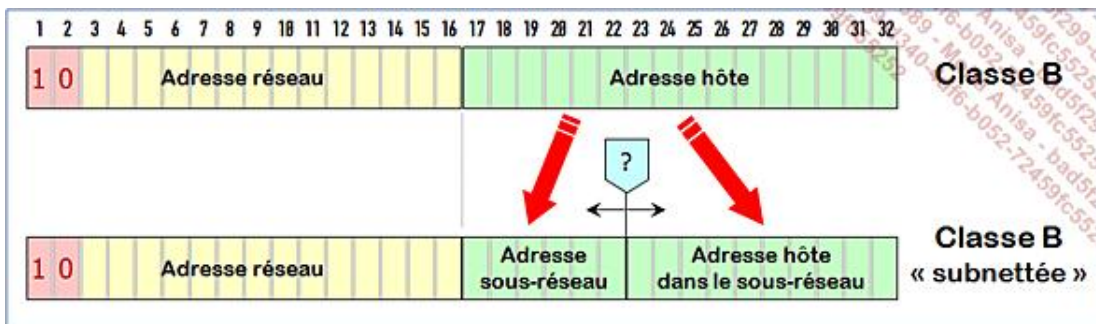 1 2 3 4 5 6 7 8 9 10 11 12 13 14 15 16 17 18 19 20 21 22 23 24 25 26 27 28 29 30 31 32
1 0 Adresse réseau Adresse hôte Classe B
?
1 0 Adresse réseau Adresse sous-réseau Adresse hôte dans le sous-réseau Classe B « subnettée »